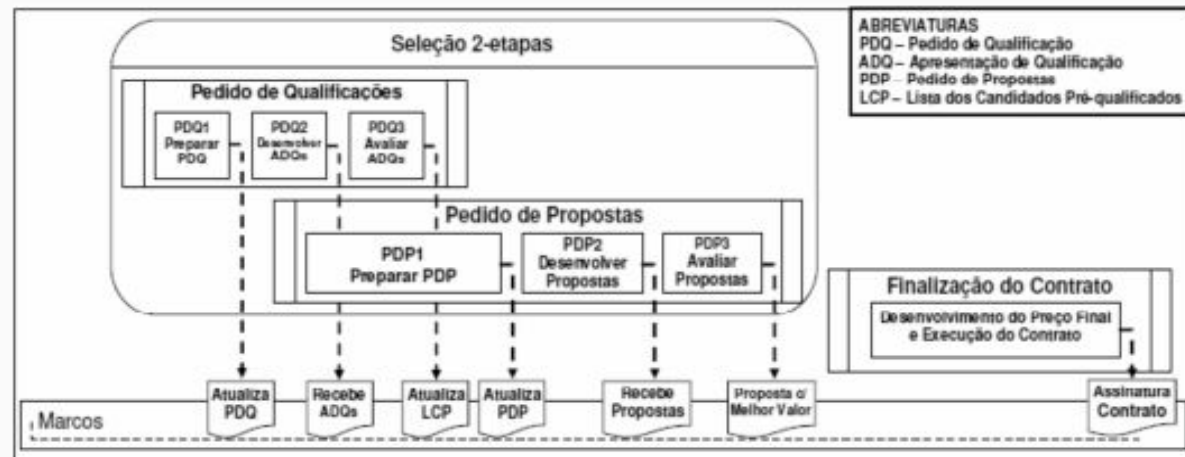 Seleção 2-etapas
ABREVIATURAS
PDQ – Pedido de Qualificação
ADQ – Apresentação de Qualificação
PDP – Pedido de Propostas
LCP – Lista dos Candidados Pré-qualificados
Pedido de Qualificações
PDQ1
Preparar
PDQ
PDQ2
Desenvolver
ADQs
PDQ3
Avaliar
ADQs
Pedido de Propostas
PDP1
Preparar PDP
PDP2
Desenvolver
Propostas
PDP3
Avaliar
Propostas
Finalização do Contrato
Desenvolvimento do Preço Final
e Execução do Contrato
Marcos
Atualiza
PDQ
Recebe
ADQs
Atualiza
LCP
Atualiza
PDP
Recebe
Propostas
Proposta c/
Melhor Valor
Assinatura
Contrato